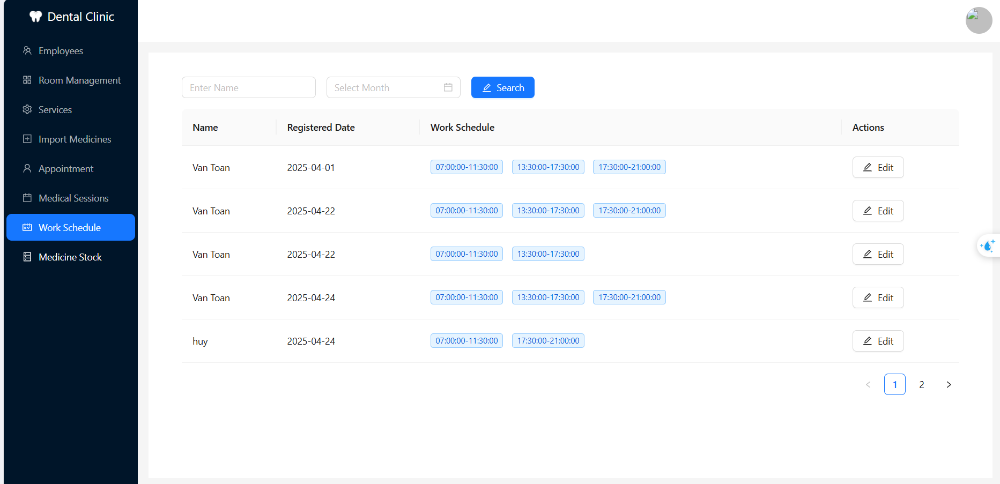 Dental Clinic
Employees
Room Management
Services
Import Medicines
Appointment
Medical Sessions
Work Schedule
Medicine Stock
Enter Name
Select Month
Search
Name Registered Date Work Schedule Actions
Van Toan 2025-04-01 07:00:00-11:30:00 13:30:00-17:30:00 17:30:00-21:00:00 Edit
Van Toan 2025-04-22 07:00:00-11:30:00 13:30:00-17:30:00 17:30:00-21:00:00 Edit
Van Toan 2025-04-22 07:00:00-11:30:00 13:30:00-17:30:00 Edit
Van Toan 2025-04-24 07:00:00-11:30:00 13:30:00-17:30:00 17:30:00-21:00:00 Edit
huy 2025-04-24 07:00:00-11:30:00 17:30:00-21:00:00 Edit
< 1 2 >